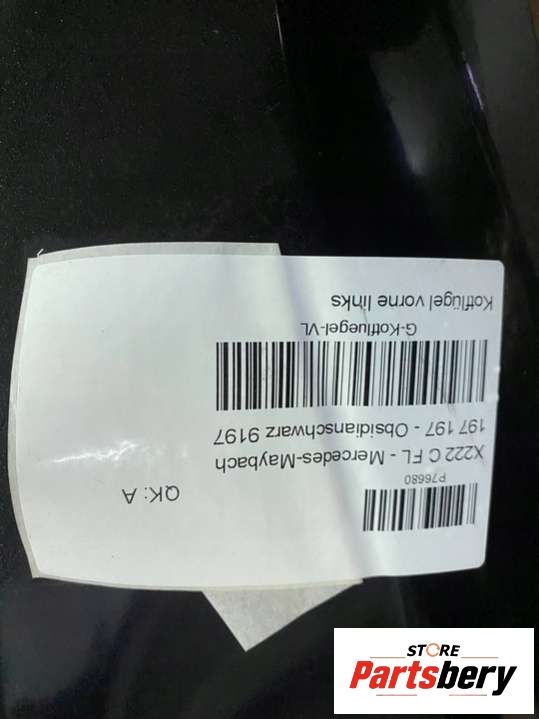 P76680
X222 C FL - Mercedes-Maybach
QK: A
197 197 - Obsidianschwarz 9197
G-Kotfluegel-VL
Kotflügel vorne links
STORE
Partsbery